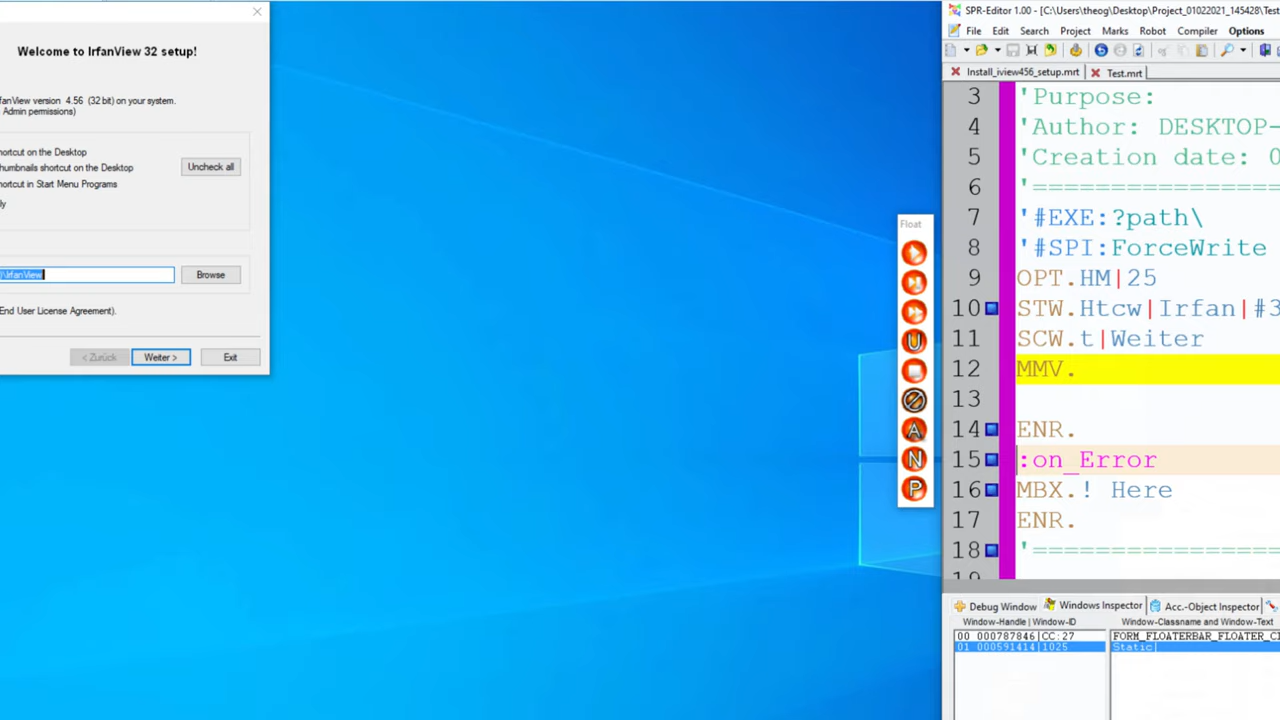 Welcome to IrfanView 32 setup!
fanView version 4.56 (32 bit) on your system.
Admin permissions)
ortcut on the Desktop
humbnails shortcut on the Desktop
ortcut in Start Menu Programs
ly
Uncheck all
)\IrfanView
Browse
End User License Agreement).
< Zurück
Weiter >
Exit
Float
U
A
N
P
SPR-Editor 1.00 - [C:\Users\theog\Desktop\Project_01022021_145428\Test
File Edit Search Project Marks Robot Compiler Options
Install_iview456_setup.mrt Test.mrt
3 'Purpose:
4 'Author: DESKTOP-
5 'Creation date: 0
6 '=================
7 '#EXE:?path\
8 '#SPI:ForceWrite
9 OPT.HM|25
10 STW.Htcw|Irfan|#3
11 SCW.t|Weiter
12 MMV.
13
14 ENR.
15 :on_Error
16 MBX.! Here
17 ENR.
18 '=================
19
Debug Window Windows Inspector Acc.-Object Inspector
Window-Handle | Window-ID Window-Classname and Window-Text
00 000787846|CC:27 FORM_FLOATERBAR_FLOATER_C
01 000591414|1025 Static|